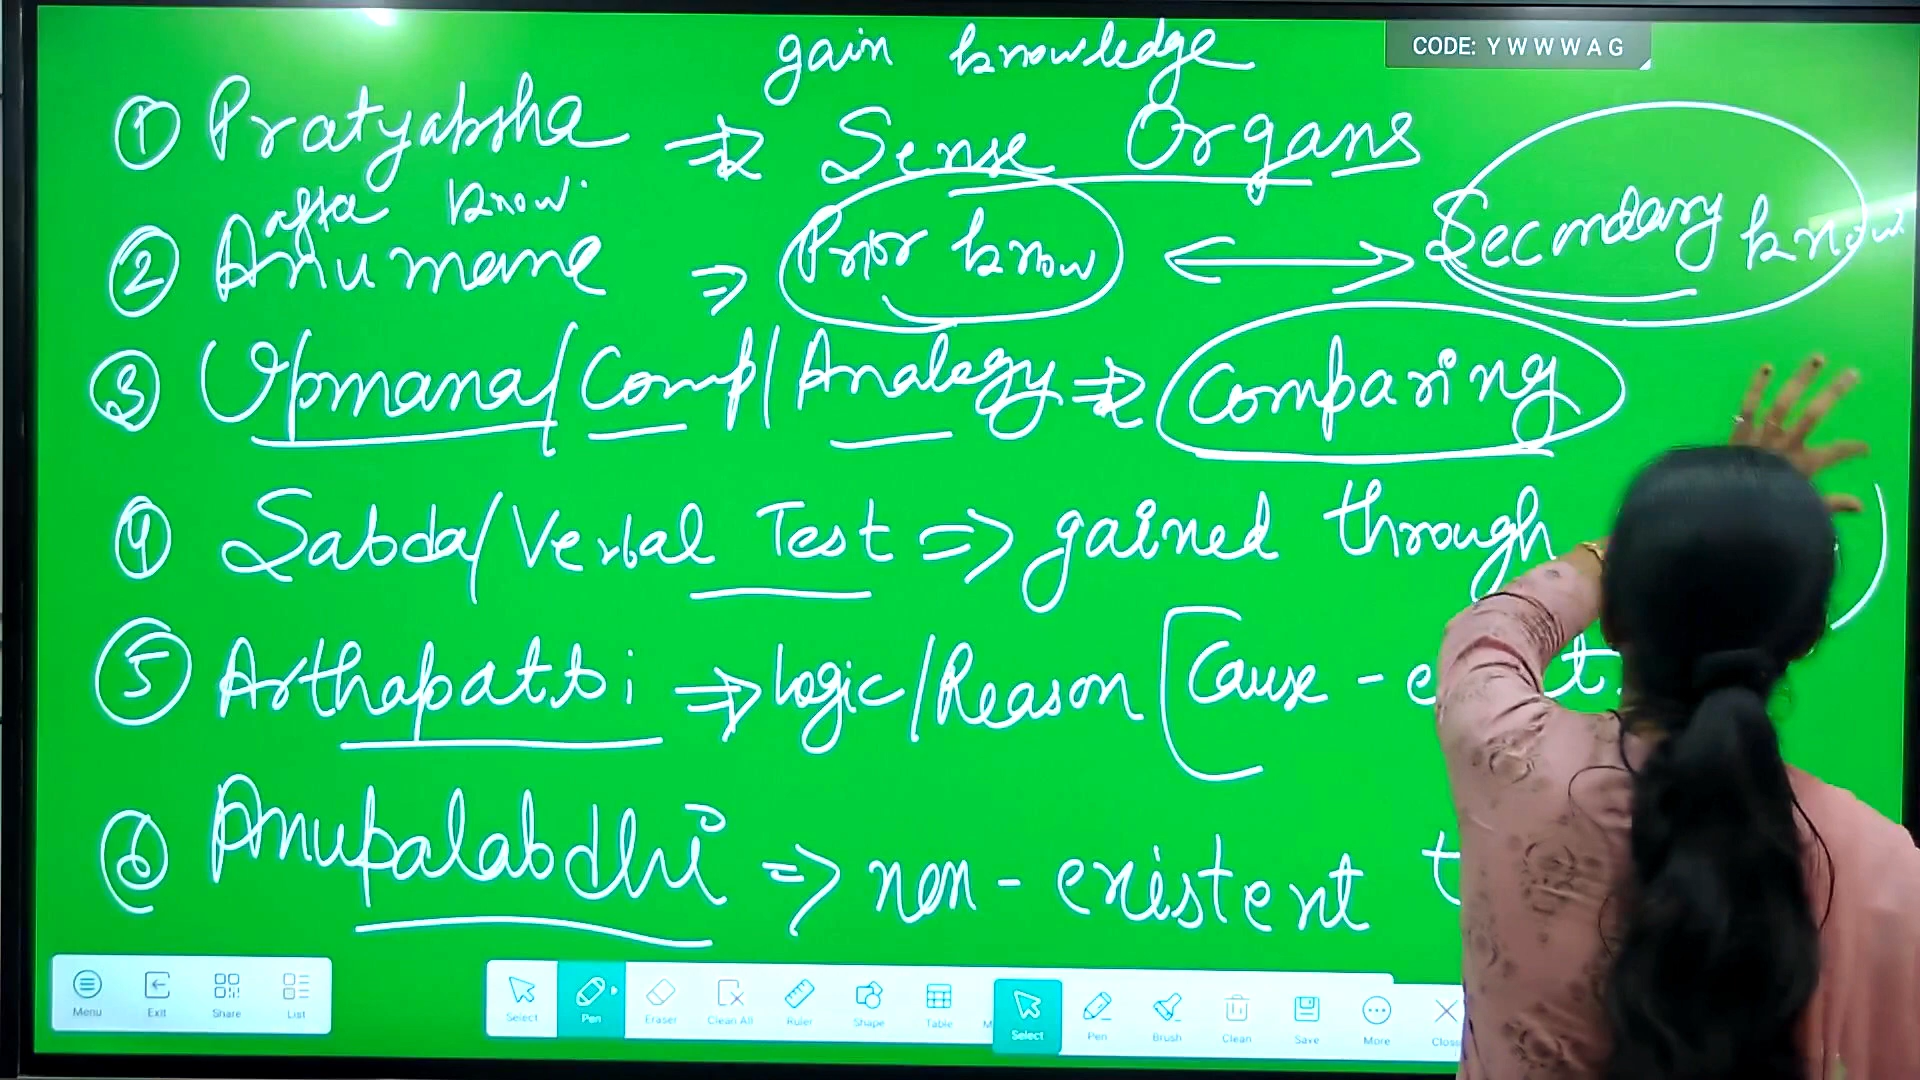 CODE: YWWWAG
gain knowledge
① Pratyabsha ⇒ Sense Organs
after know.
② Anumana ⇒ Prior know ↔ Secondary know
③ Upmana/Comp/Analogy ⇒ Comparing
④ Sabda/Verbal Test ⇒ gained through )
⑤ Arthapatti ⇒ logic/Reason [Cause - e t.
⑥ Anupalabdhi ⇒ non-existent t
Menu Exit Share List Select Pen Eraser Clean All Ruler Shape Table M Select Pen Brush Clean Save More Clos